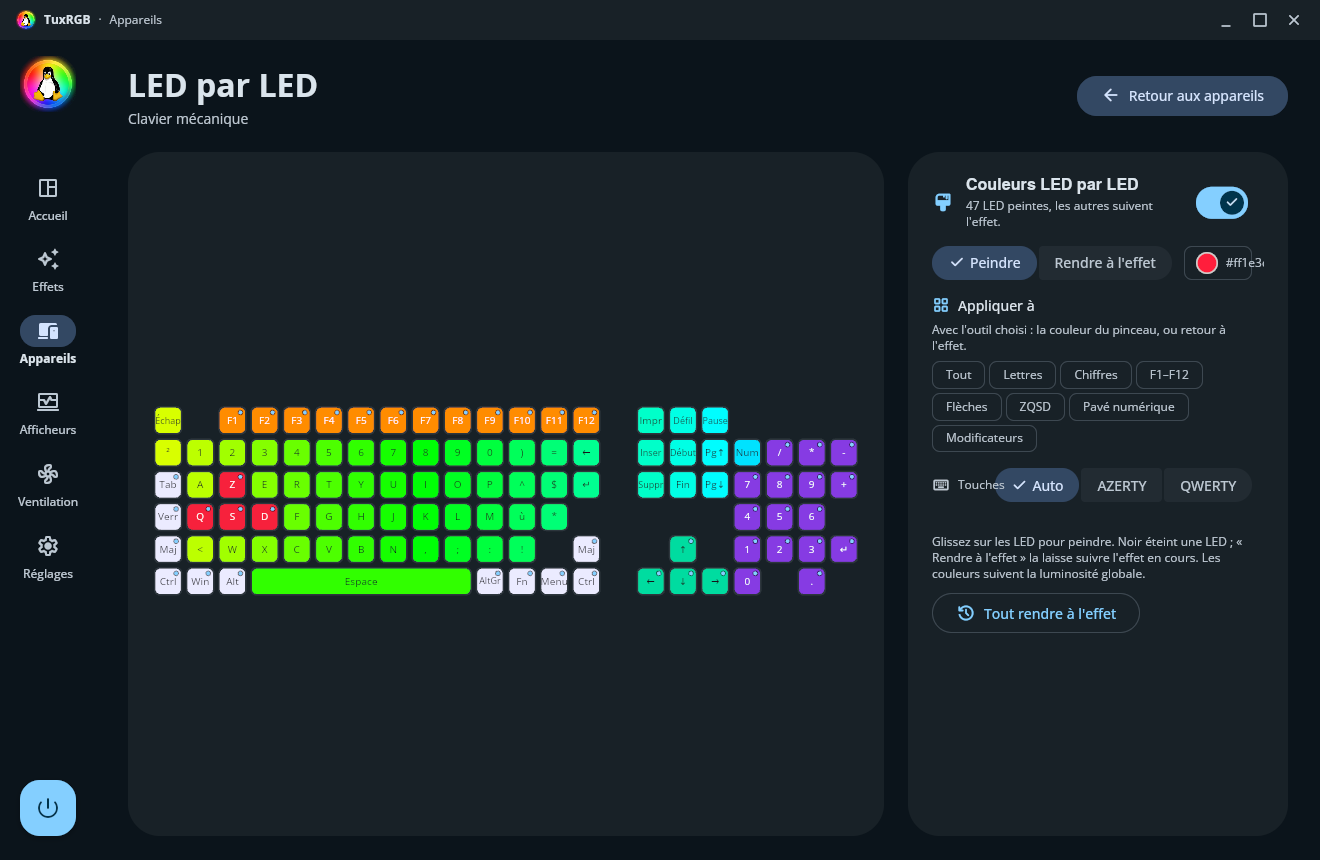 TuxRGB · Appareils
LED par LED
Clavier mécanique
Retour aux appareils
Accueil
Effets
Appareils
Afficheurs
Ventilation
Réglages
Échap F1 F2 F3 F4 F5 F6 F7 F8 F9 F10 F11 F12 Impr Défil Pause
² 1 2 3 4 5 6 7 8 9 0 ) = ← Inser Début Pg↑ Num / * -
Tab A Z E R T Y U I O P ^ $ ↵ Suppr Fin Pg↓ 7 8 9 +
Verr Q S D F G H J K L M ù * 4 5 6
Maj < W X C V B N , ; : ! Maj ↑ 1 2 3 ↵
Ctrl Win Alt Espace AltGr Fn Menu Ctrl ← ↓ → 0 .
Couleurs LED par LED
47 LED peintes, les autres suivent
l'effet.
Peindre Rendre à l'effet #ff1e3
Appliquer à
Avec l'outil choisi : la couleur du pinceau, ou retour à
l'effet.
Tout Lettres Chiffres F1–F12
Flèches ZQSD Pavé numérique
Modificateurs
Touches Auto AZERTY QWERTY
Glissez sur les LED pour peindre. Noir éteint une LED ; «
Rendre à l'effet » la laisse suivre l'effet en cours. Les
couleurs suivent la luminosité globale.
Tout rendre à l'effet